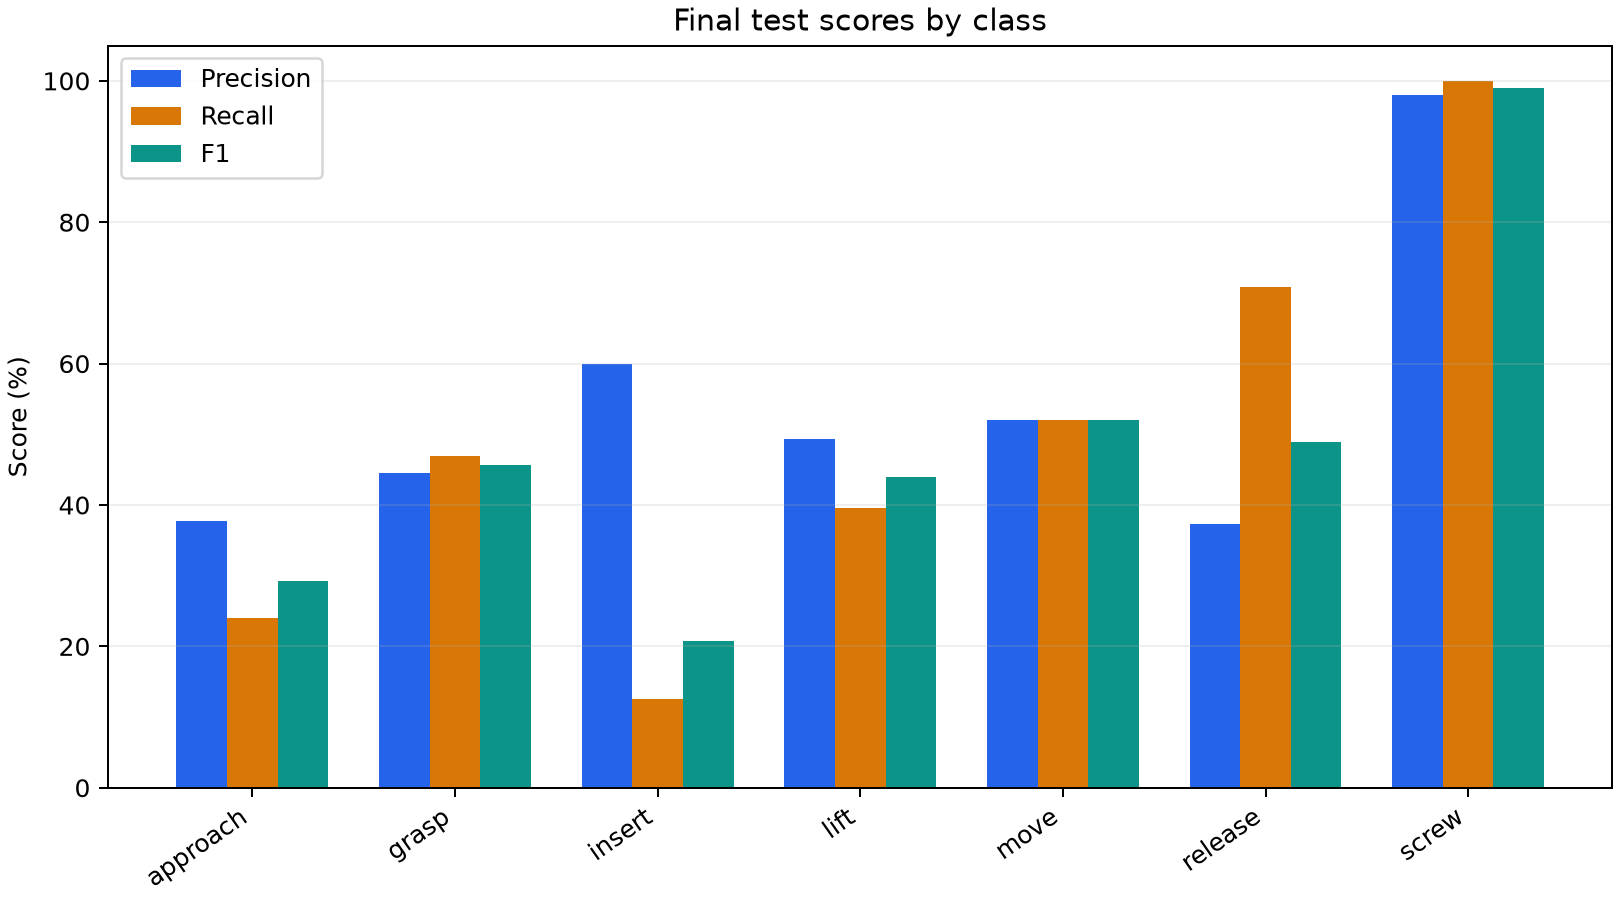 Final test scores by class
Precision
Recall
F1
Score (%)
100
80
60
40
20
0
approach
grasp
insert
lift
move
release
screw